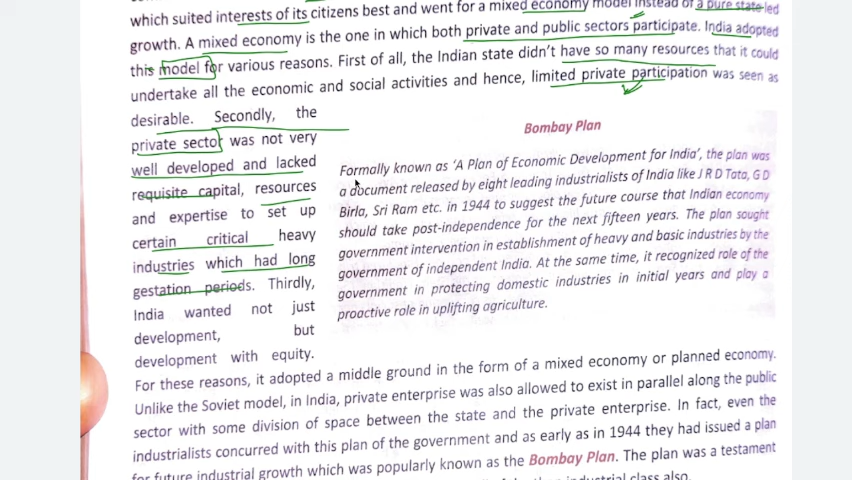 which suited interests of its citizens best and went for a mixed economy model instead of a pure state led
growth. A mixed economy is the one in which both private and public sectors participate. India adopted
this model for various reasons. First of all, the Indian state didn't have so many resources that it could
undertake all the economic and social activities and hence, limited private participation was seen as
desirable. Secondly, the
private sector was not very
well developed and lacked
requisite capital, resources
and expertise to set up
certain critical heavy
industries which had long
gestation periods. Thirdly,
India wanted not just
development, but
development with equity.
Bombay Plan
Formally known as 'A Plan of Economic Development for India', the plan was
a document released by eight leading industrialists of India like J R D Tata, G D
Birla, Sri Ram etc. in 1944 to suggest the future course that Indian economy
should take post-independence for the next fifteen years. The plan sought
government intervention in establishment of heavy and basic industries by the
government of independent India. At the same time, it recognized role of the
government in protecting domestic industries in initial years and play a
proactive role in uplifting agriculture.
For these reasons, it adopted a middle ground in the form of a mixed economy or planned economy.
Unlike the Soviet model, in India, private enterprise was also allowed to exist in parallel along the public
sector with some division of space between the state and the private enterprise. In fact, even the
industrialists concurred with this plan of the government and as early as in 1944 they had issued a plan
for future industrial growth which was popularly known as the Bombay Plan. The plan was a testament
industrial class also.